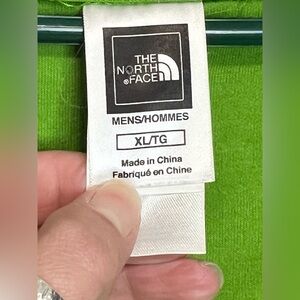 THE
NORTH
®FACE
MENS/HOMMES
XL/TG
Made in China
Fabriqué en Chine